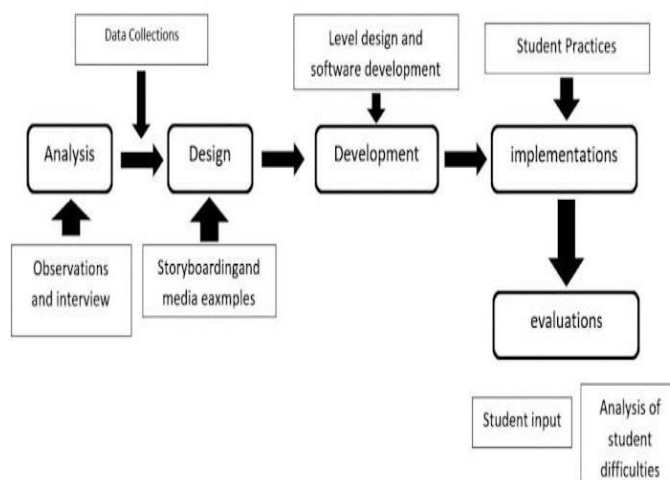 Data Collections
Level design and
software development
Student Practices
Analysis
Design
Development
implementations
Observations
and interview
Storyboardingand
media eaxmples
evaluations
Student input
Analysis of
student
difficulties